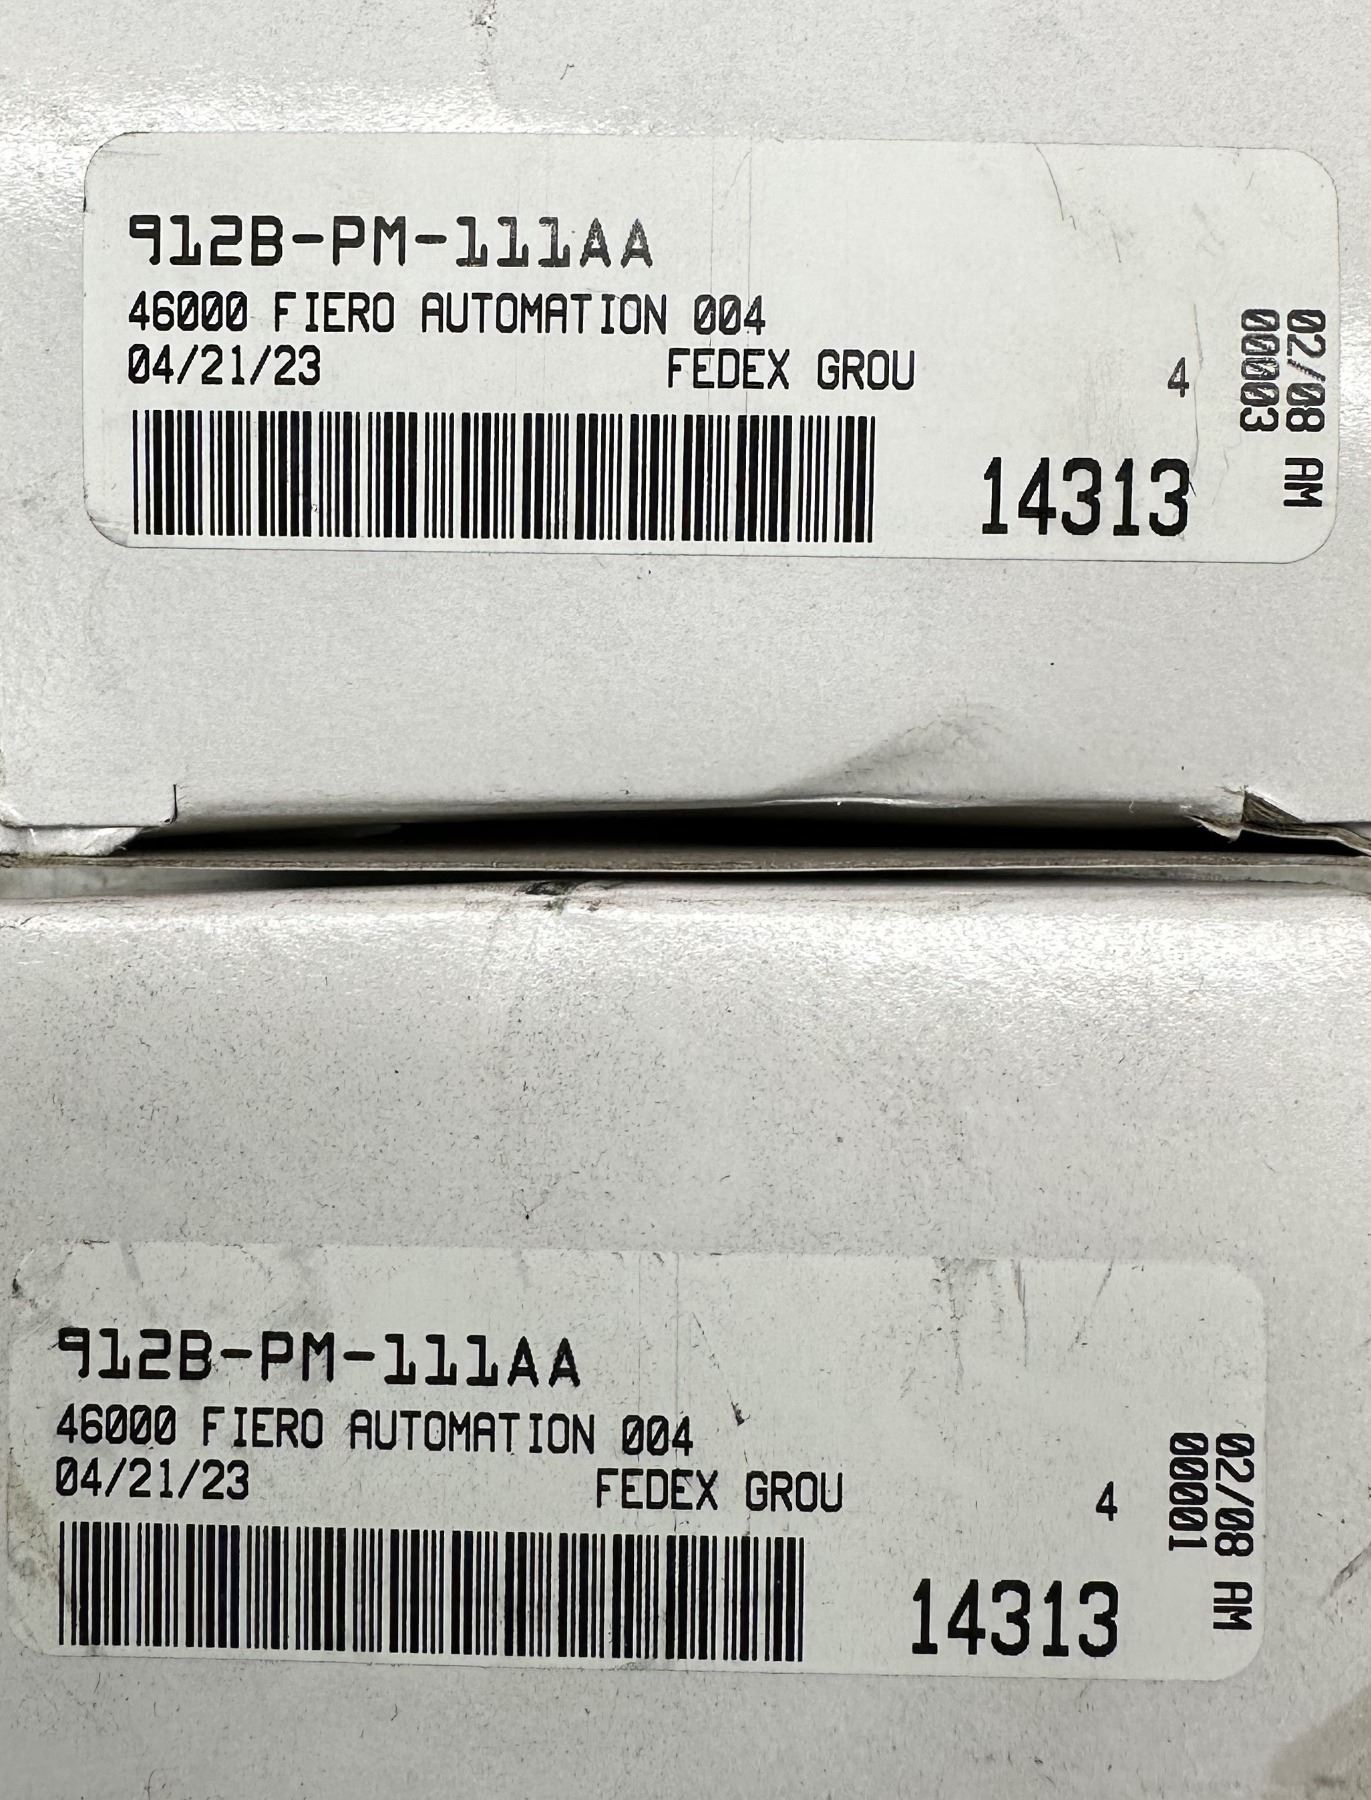 912B-PM-111AA
46000 FIERO AUTOMATION 004
04/21/23 FEDEX GROU 4
14313
02/08 AM
00003
912B-PM-111AA
46000 FIERO AUTOMATION 004
04/21/23 FEDEX GROU 4
14313
02/08 AM
00001